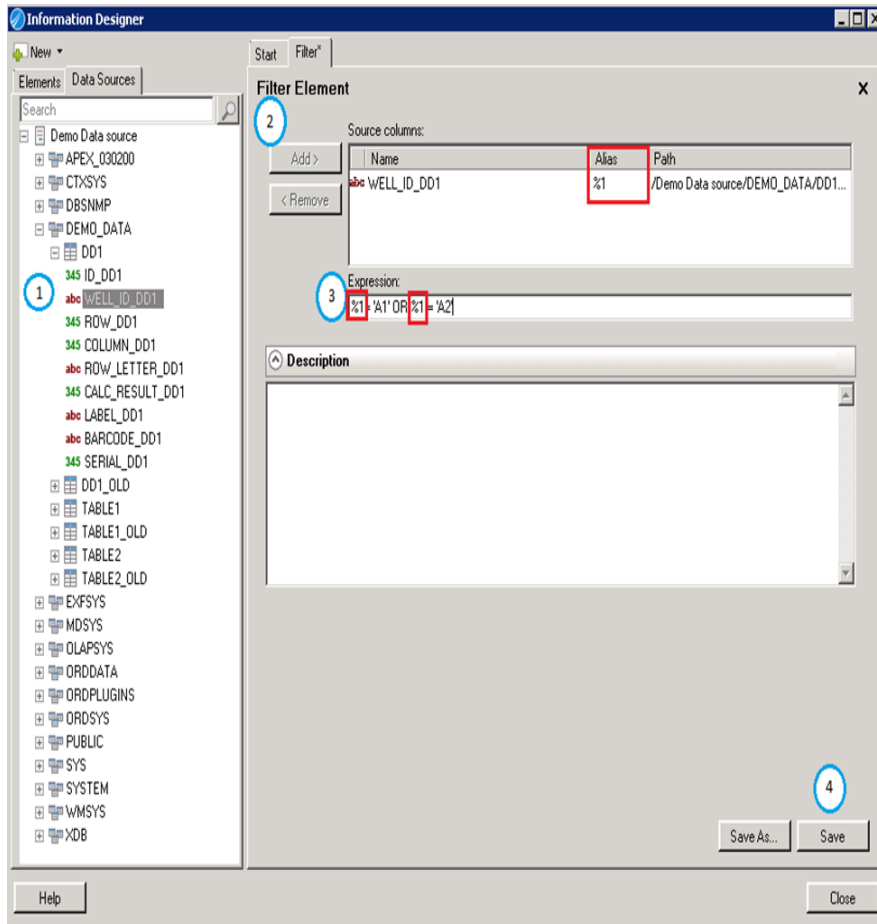 Information Designer
New
Elements Data Sources
Search
Demo Data source
APEX_030200
CTXSYS
DBSNMP
DEMO_DATA
DD1
345 ID_DD1
1
abc WELL_ID_DD1
345 ROW_DD1
345 COLUMN_DD1
abc ROW_LETTER_DD1
345 CALC_RESULT_DD1
abc LABEL_DD1
abc BARCODE_DD1
345 SERIAL_DD1
DD1_OLD
TABLE1
TABLE1_OLD
TABLE2
TABLE2_OLD
EXFSYS
MDSYS
OLAPSYS
ORDDATA
ORDPLUGINS
ORDSYS
PUBLIC
SYS
SYSTEM
WMSYS
XDB
Start Filter*
Filter Element X
2
Source columns:
Add >
< Remove
Name Alias Path
abc WELL_ID_DD1 %1 /Demo Data source/DEMO_DATA/DD1...
3
Expression:
%1 = 'A1' OR %1 = 'A2'
Description
4
Save As... Save
Help Close